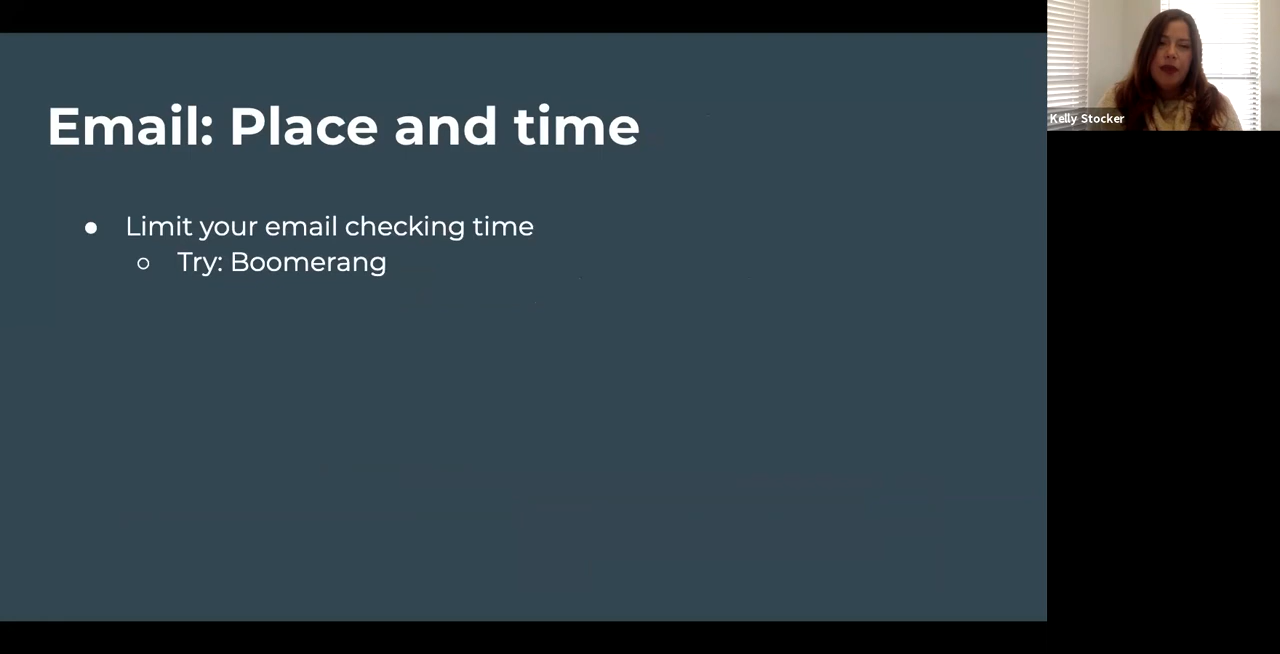 Email: Place and time
Limit your email checking time
Try: Boomerang
Kelly Stocker